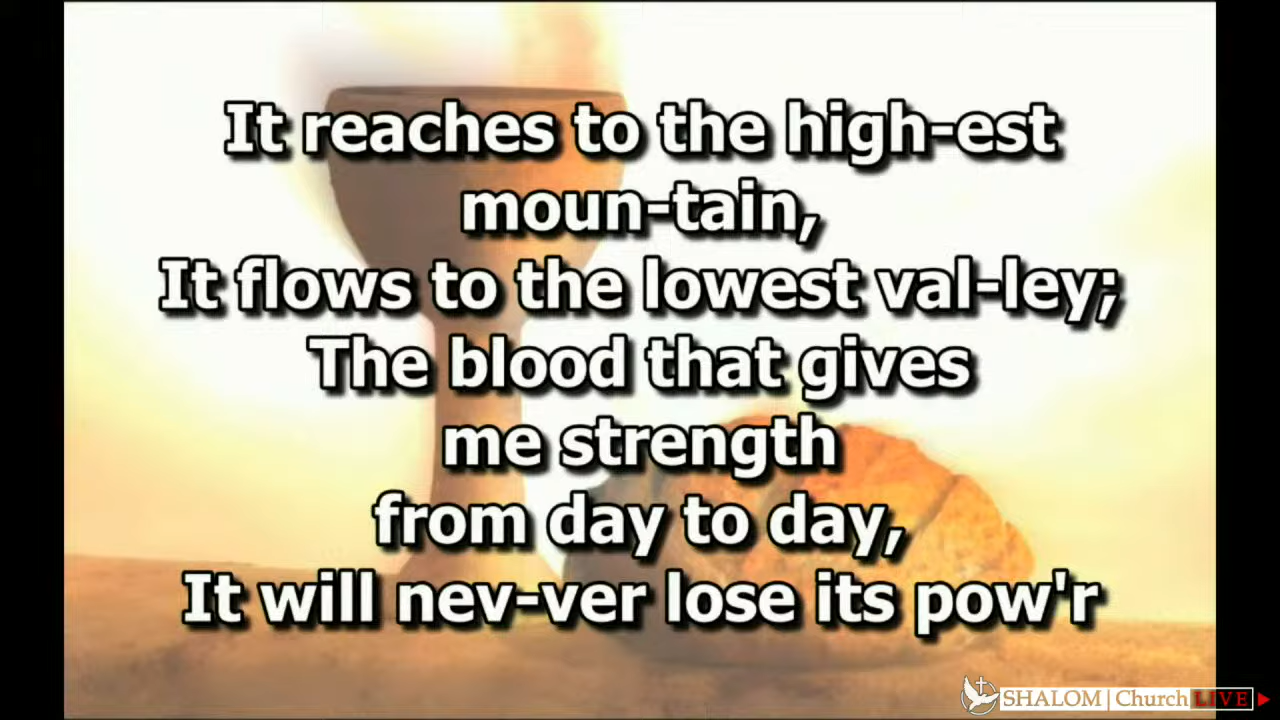 It reaches to the high-est
moun-tain,
It flows to the lowest val-ley;
The blood that gives
me strength
from day to day,
It will nev-ver lose its pow'r
SHALOM | Church LIVE